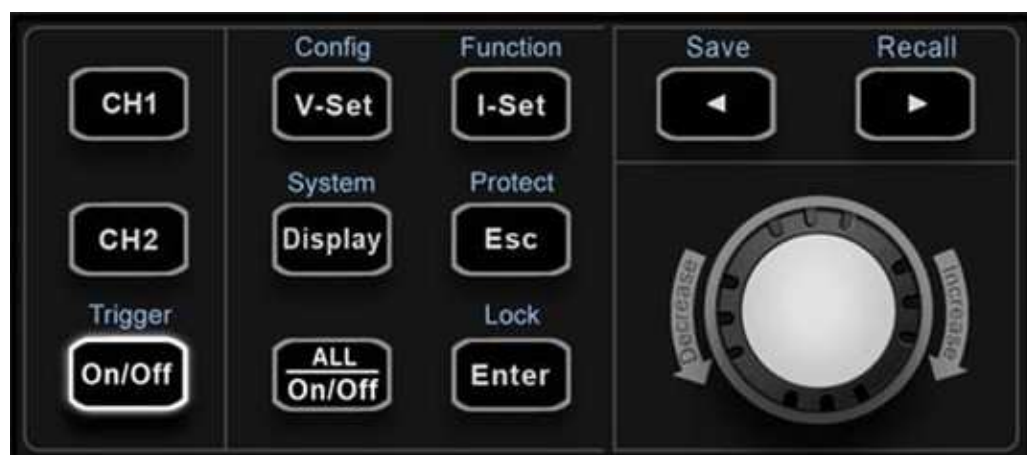 Config
Function
Save
Recall
CH1
V-Set
I-Set
◄
►
System
Protect
CH2
Display
Esc
Decrease
Increase
Trigger
Lock
On/Off
ALL
On/Off
Enter